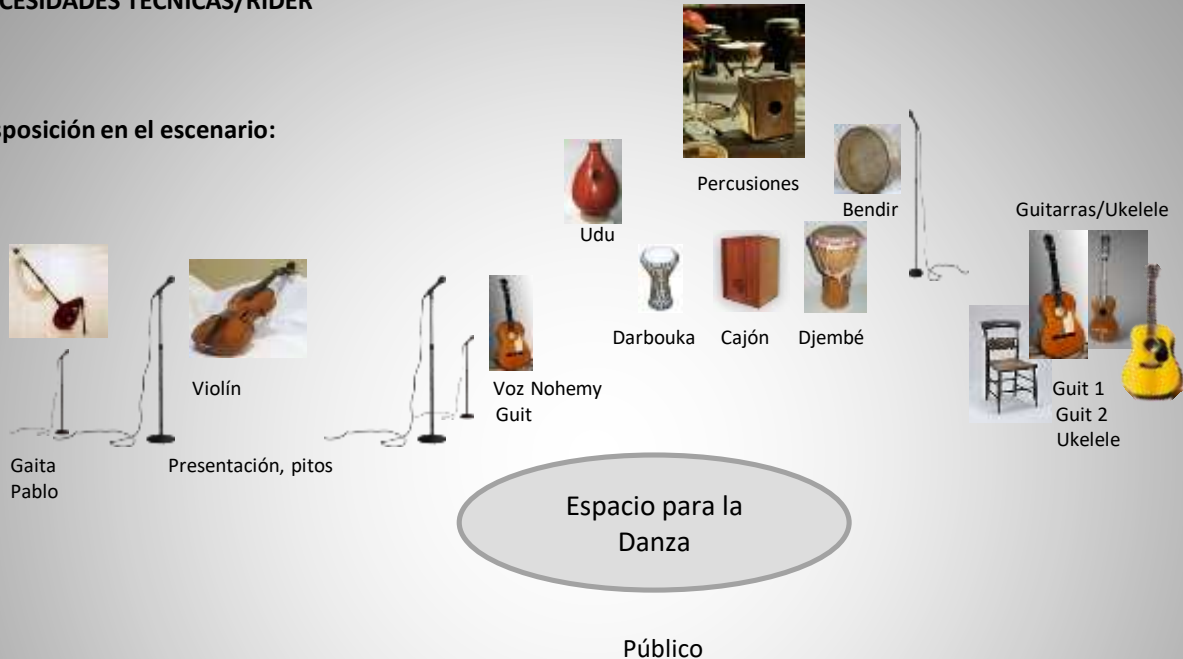 CESIDADES TÉCNICAS/RIDER
sposición en el escenario:
Percusiones
Bendir
Guitarras/Ukelele
Udu
Darbouka
Cajón
Djembé
Violín
Voz Nohemy
Guit
Guit 1
Guit 2
Ukelele
Gaita
Pablo
Presentación, pitos
Espacio para la
Danza
Público